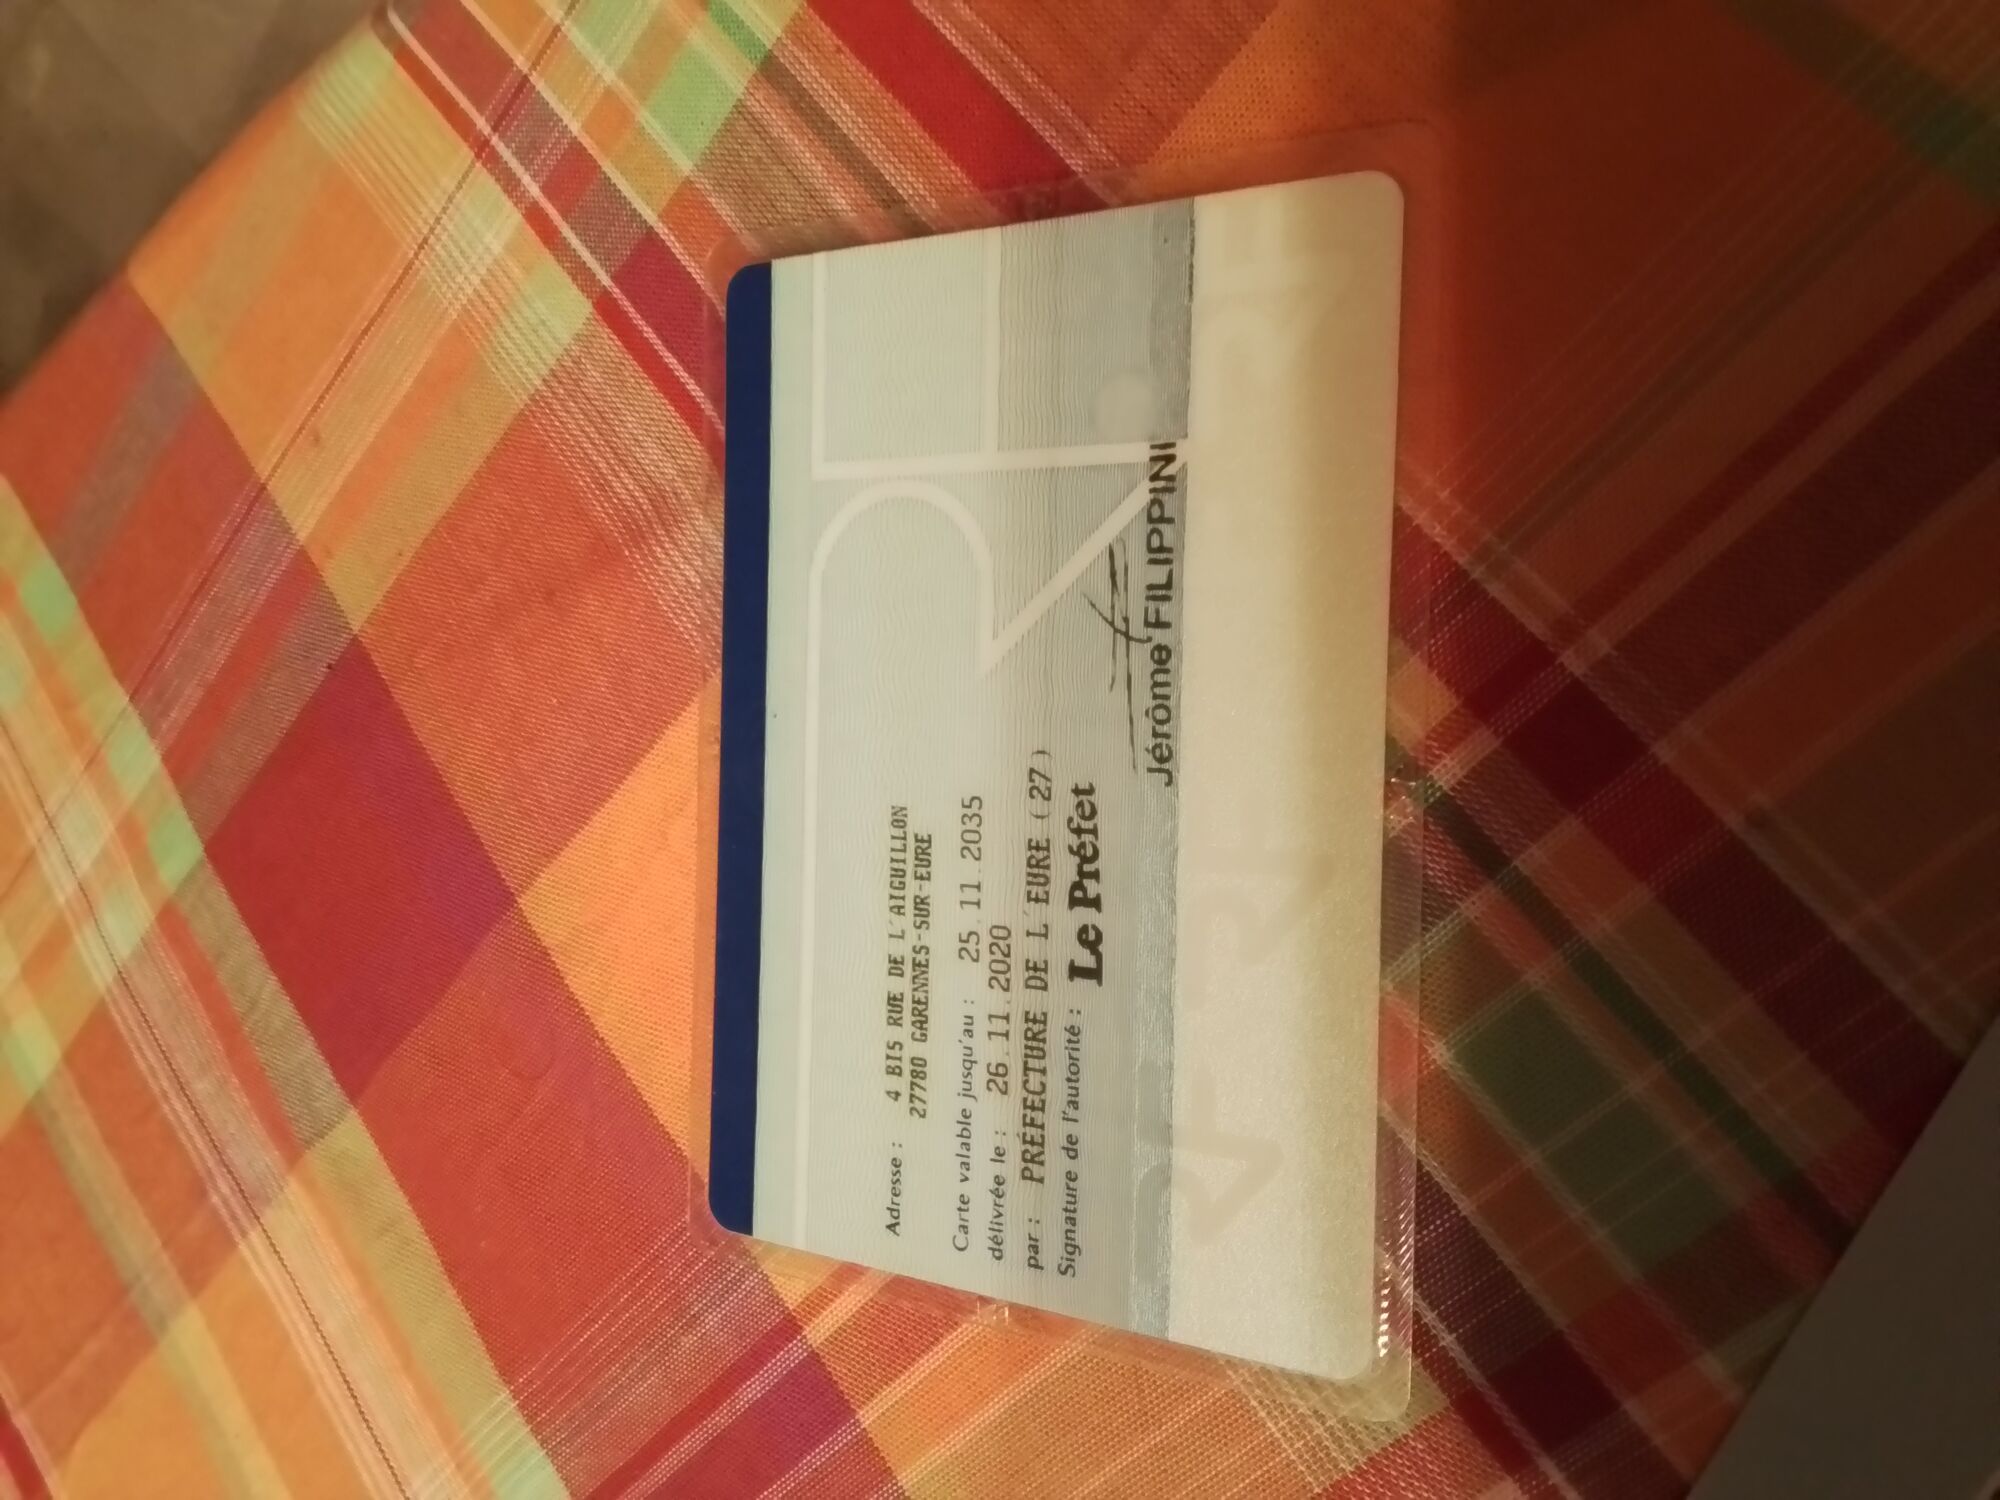 Adresse : 4 BIS RUE DE L'AIGUILLON
27780 GARENNES-SUR-EURE
Carte valable jusqu'au : 25.11.2035
délivrée le : 26.11.2020
par : PRÉFECTURE DE L'EURE (27)
Signature de l'autorité : Le Préfet
Jérôme FILIPPINI